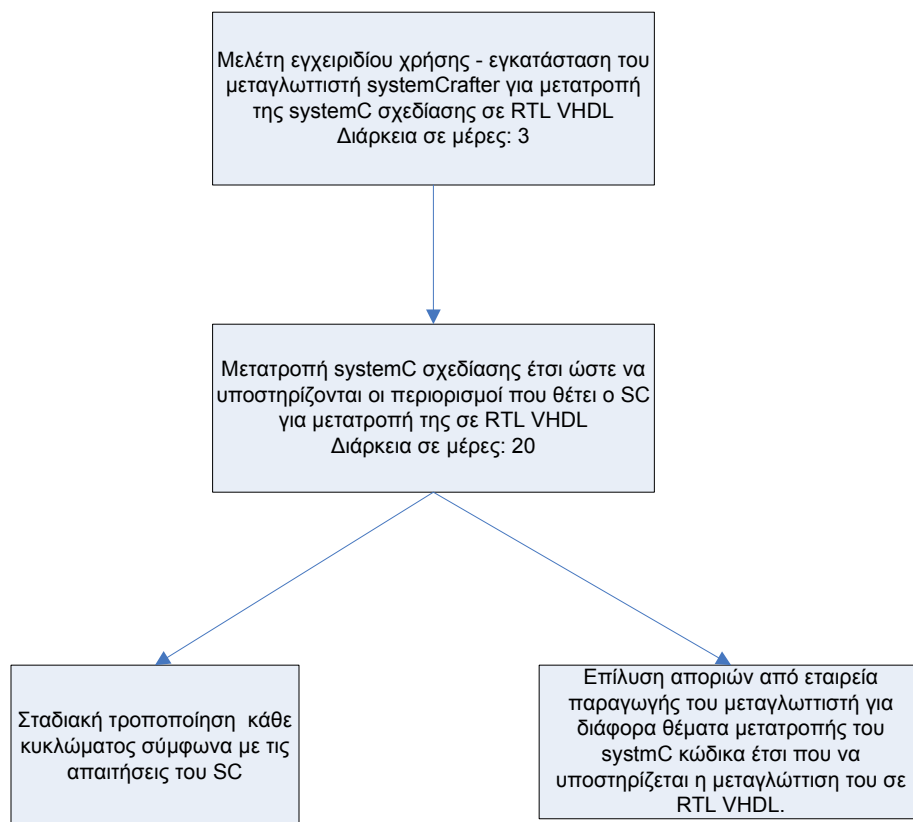 Μελέτη εγχειριδίου χρήσης - εγκατάσταση του
μεταγλωττιστή systemCrafter για μετατροπή
της systemC σχεδίασης σε RTL VHDL
Διάρκεια σε μέρες: 3
Μετατροπή systemC σχεδίασης έτσι ώστε να
υποστηρίζονται οι περιορισμοί που θέτει ο SC
για μετατροπή της σε RTL VHDL
Διάρκεια σε μέρες: 20
Σταδιακή τροποποίηση κάθε
κυκλώματος σύμφωνα με τις
απαιτήσεις του SC
Επίλυση αποριών από εταιρεία
παραγωγής του μεταγλωττιστή για
διάφορα θέματα μετατροπής του
systmC κώδικα έτσι που να
υποστηρίζεται η μεταγλώττιση του σε
RTL VHDL.